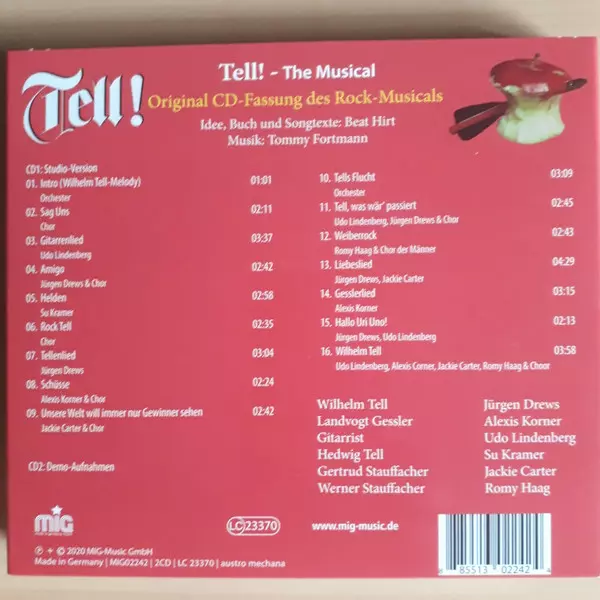 Tell!
Tell! - The Musical
Original CD-Fassung des Rock-Musicals
Idee, Buch und Songtexte: Beat Hirt
Musik: Tommy Fortmann
CD1: Studio-Version
01. Intro (Wilhelm Tell-Melody) 01:01
Orchester
02. Sag Uns 02:11
Chor
03. Gitarrenlied 03:37
Udo Lindenberg
04. Amigo 02:42
Jürgen Drews & Chor
05. Helden 02:58
Su Kramer
06. Rock Tell 02:35
Chor
07. Tellenlied 03:04
Jürgen Drews
08. Schüsse 02:24
Alexis Korner & Chor
09. Unsere Welt will immer nur Gewinner sehen 02:42
Jackie Carter & Chor
CD2: Demo-Aufnahmen
10. Tells Flucht 03:09
Orchester
11. Tell, was wär' passiert 02:45
Udo Lindenberg, Jürgen Drews & Chor
12. Weiberrock 02:43
Romy Haag & Chor der Männer
13. Liebeslied 04:29
Jürgen Drews, Jackie Carter
14. Gesslerlied 03:15
Alexis Korner
15. Hallo Uri Uno! 02:13
Jürgen Drews, Udo Lindenberg
16. Wilhelm Tell 03:58
Udo Lindenberg, Alexis Corner, Jackie Carter, Romy Haag & Chnor
Wilhelm Tell Jürgen Drews
Landvogt Gessler Alexis Korner
Gitarrist Udo Lindenberg
Hedwig Tell Su Kramer
Gertrud Stauffacher Jackie Carter
Werner Stauffacher Romy Haag
MiG
LC 23370
www.mig-music.de
℗ + © 2020 MiG-Music GmbH
Made in Germany | MIG02242 | 2CD | LC 23370 | austro mechana
85513 02242 4